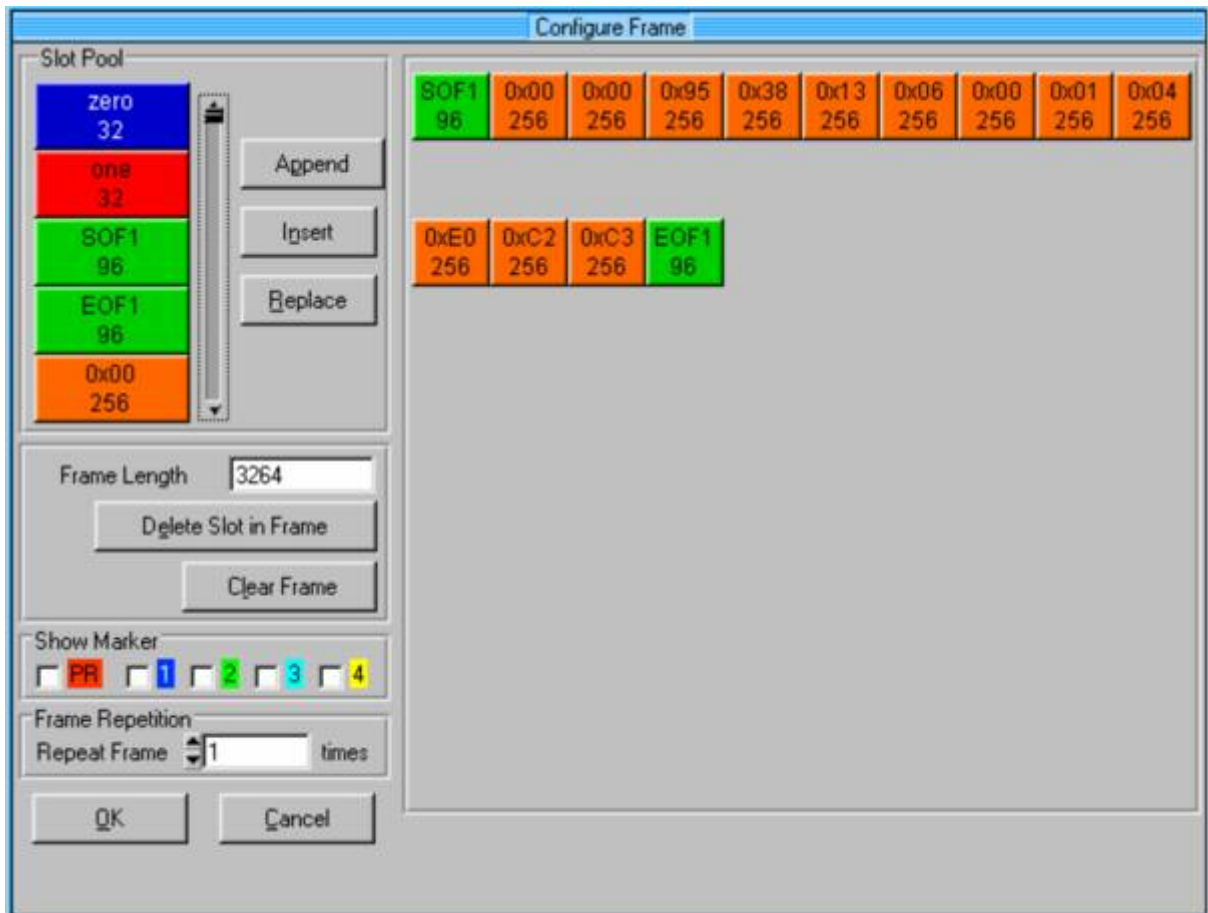 Configure Frame
Slot Pool
zero
32
one
32
SOF1
96
EOF1
96
0x00
256
Append
Insert
Replace
Frame Length 3264
Delete Slot in Frame
Clear Frame
Show Marker
PR 1 2 3 4
Frame Repetition
Repeat Frame 1 times
OK Cancel
SOF1 0x00 0x00 0x95 0x38 0x13 0x06 0x00 0x01 0x04
96 256 256 256 256 256 256 256 256 256
0xE0 0xC2 0xC3 EOF1
256 256 256 96